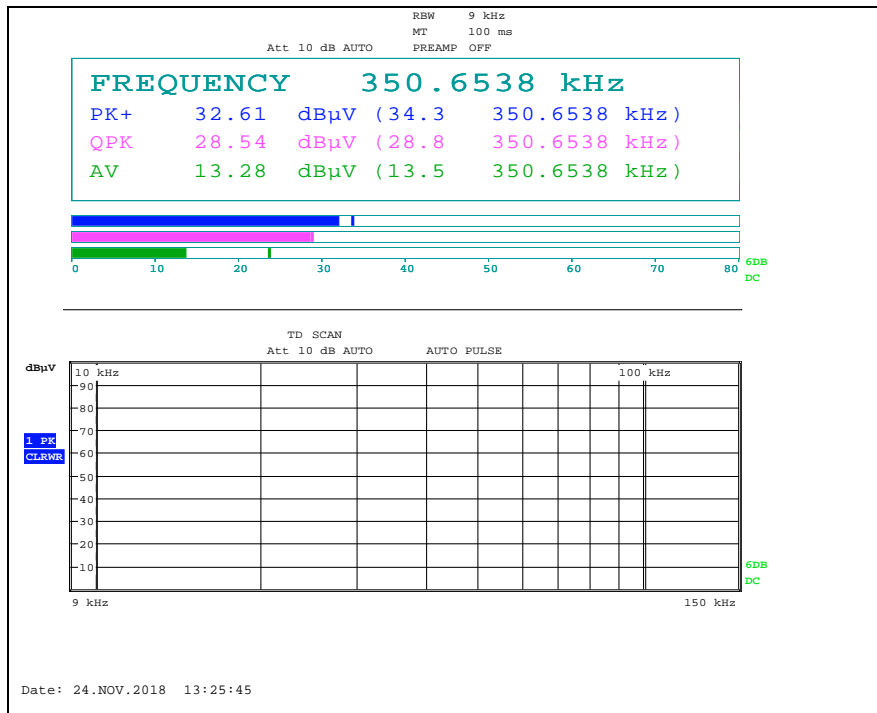 RBW 9 kHz
MT 100 ms
Att 10 dB AUTO PREAMP OFF
FREQUENCY 350.6538 kHz
PK+ 32.61 dBµV (34.3 350.6538 kHz)
QPK 28.54 dBµV (28.8 350.6538 kHz)
AV 13.28 dBµV (13.5 350.6538 kHz)
0 10 20 30 40 50 60 70 80
6DB
DC
TD SCAN
Att 10 dB AUTO AUTO PULSE
dBµV
10 kHz 100 kHz
90
80
70
1 PK
CLRWR
60
50
40
30
20
10
6DB
DC
9 kHz 150 kHz
Date: 24.NOV.2018 13:25:45